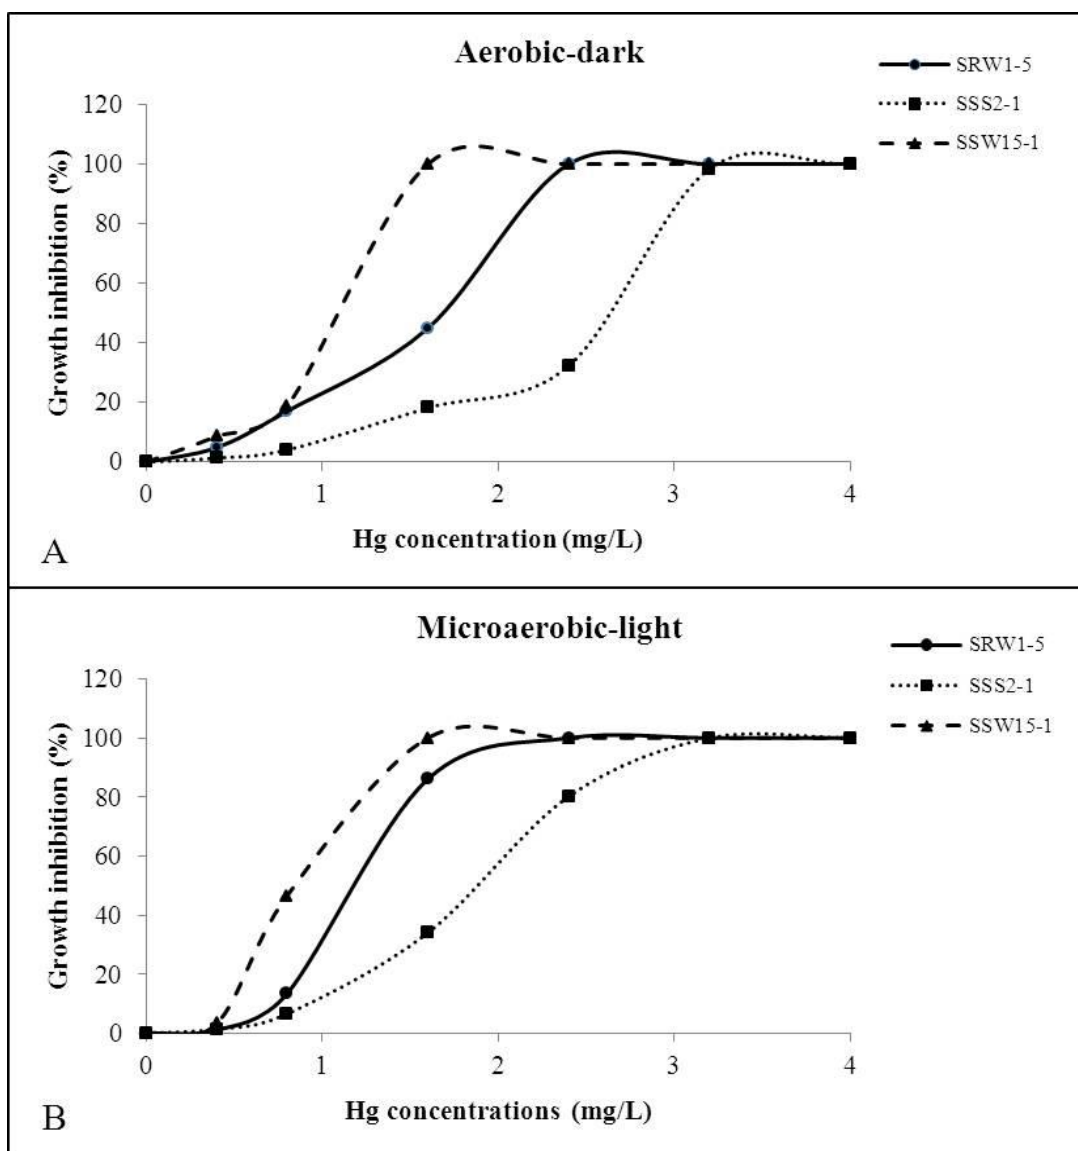 Aerobic-dark
SRW1-5
SSS2-1
SSW15-1
Growth inhibition (%)
120
100
80
60
40
20
0
0 1 2 3 4
Hg concentration (mg/L)
A
Microaerobic-light
SRW1-5
SSS2-1
SSW15-1
Growth inhibition (%)
120
100
80
60
40
20
0
0 1 2 3 4
Hg concentrations (mg/L)
B